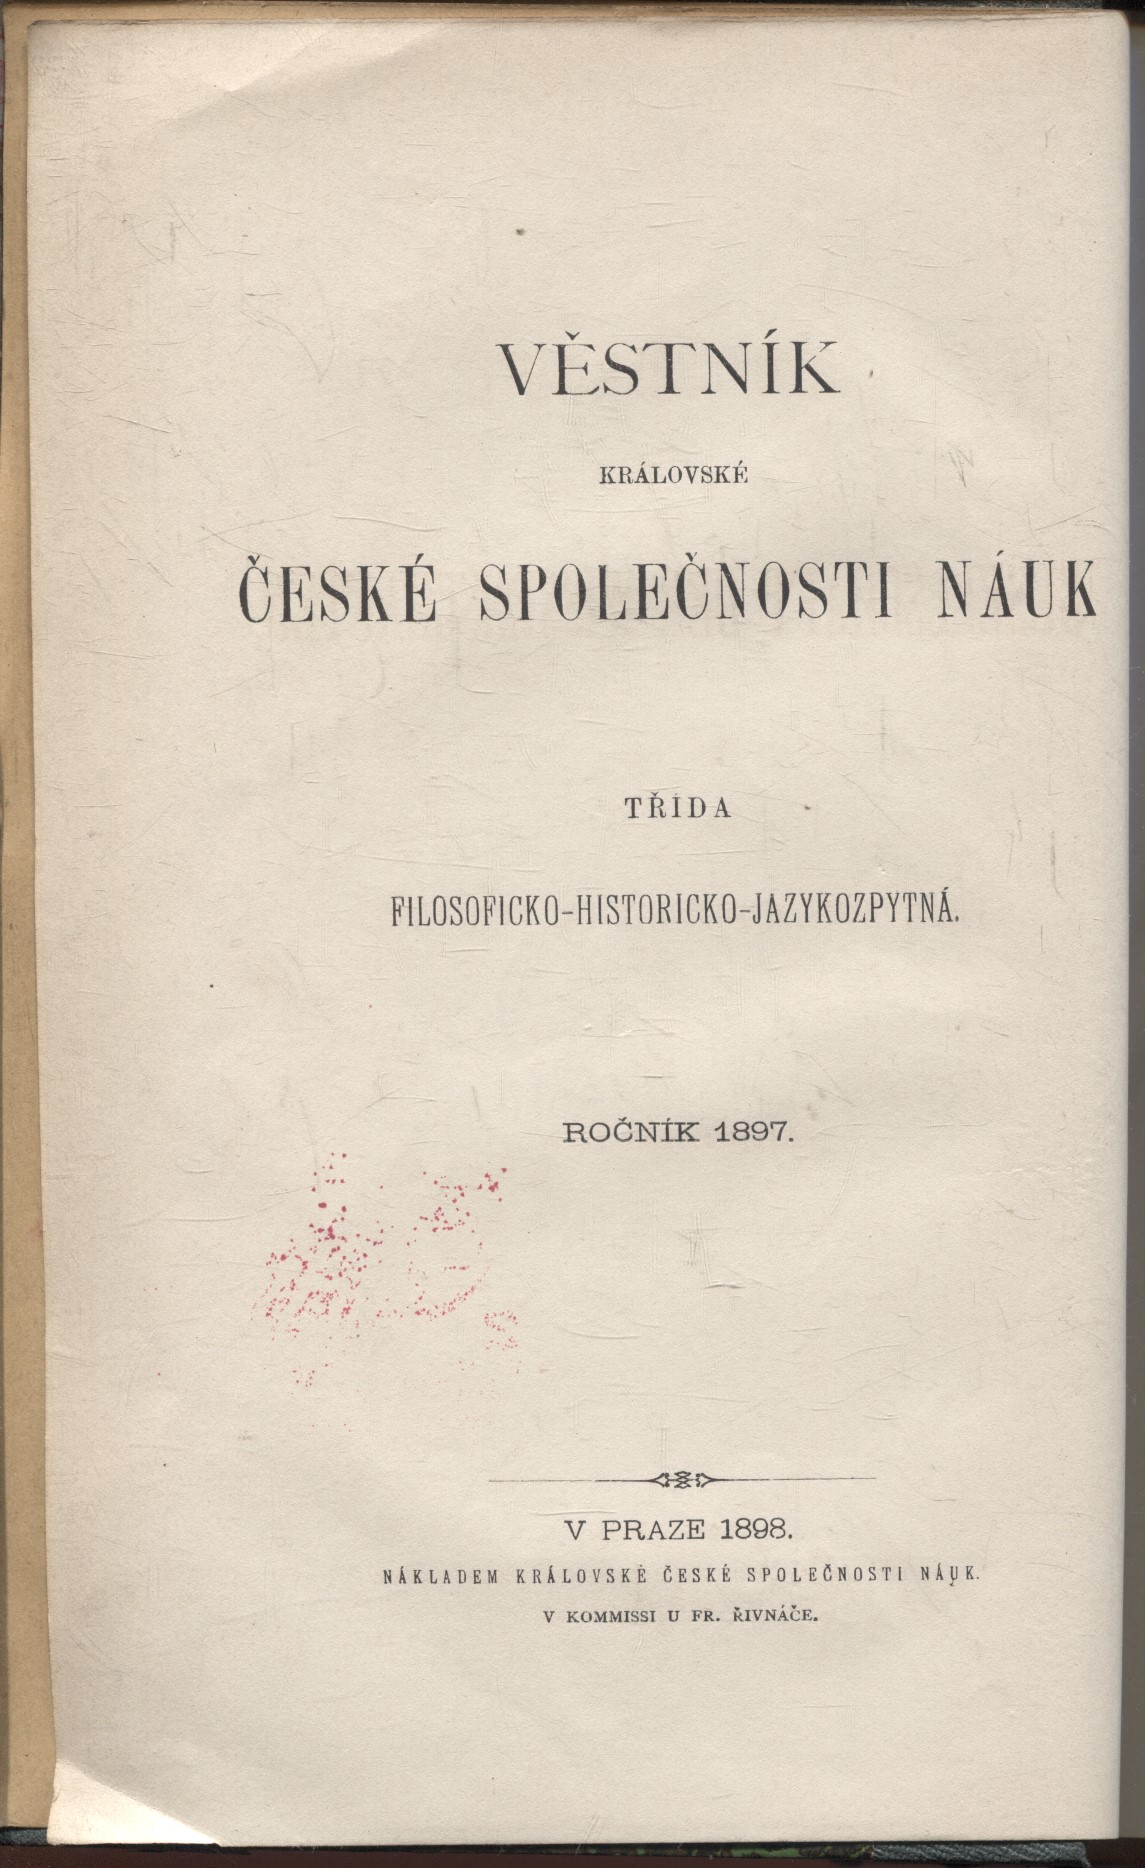 VĚSTNÍK
KRÁLOVSKÉ
ČESKÉ SPOLEČNOSTI NÁUK
TŘÍDA
FILOSOFICKO-HISTORICKO-JAZYKOZPYTNÁ.
ROČNÍK 1897.
V PRAZE 1898.
NÁKLADEM KRÁLOVSKÉ ČESKÉ SPOLEČNOSTI NÁUK.
V KOMMISSI U FR. ŘIVNÁČE.